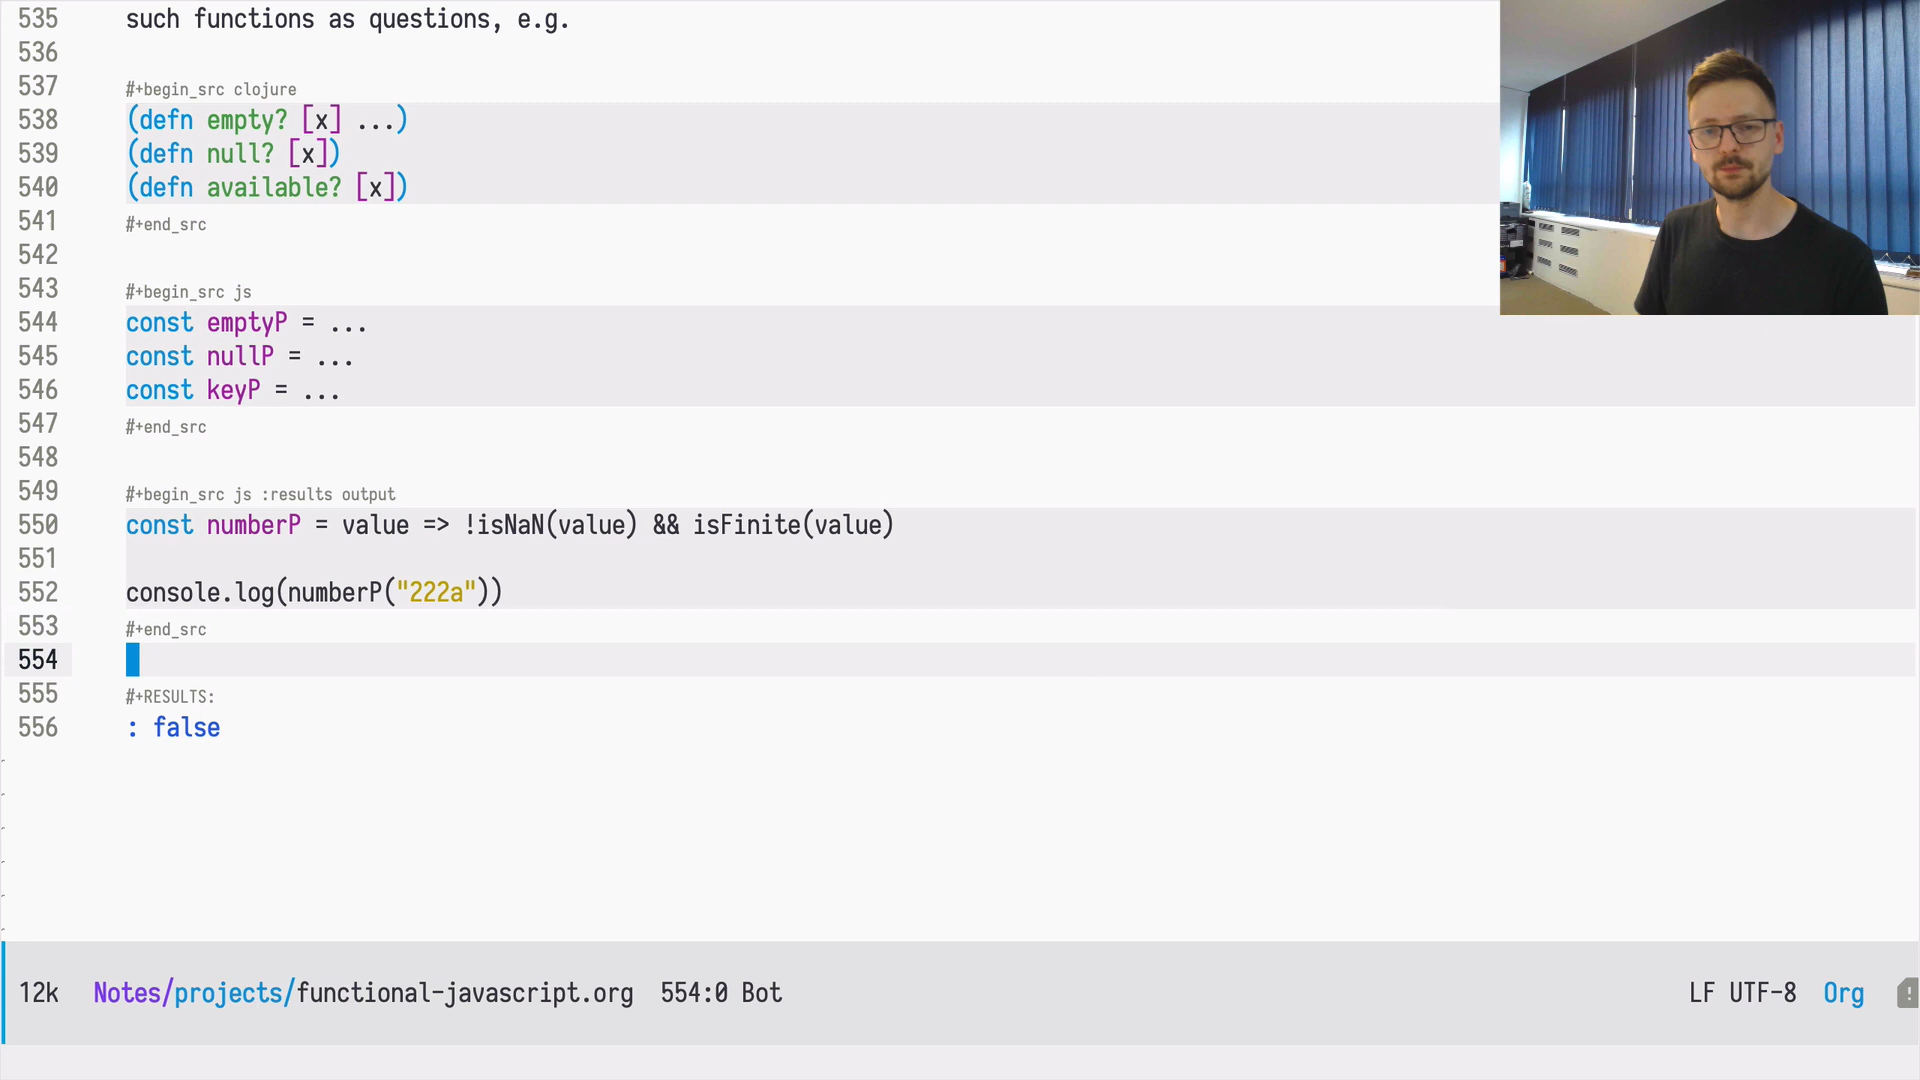 535 such functions as questions, e.g.
536
537 #+begin_src clojure
538 (defn empty? [x] ...)
539 (defn null? [x])
540 (defn available? [x])
541 #+end_src
542
543 #+begin_src js
544 const emptyP = ...
545 const nullP = ...
546 const keyP = ...
547 #+end_src
548
549 #+begin_src js :results output
550 const numberP = value => !isNaN(value) && isFinite(value)
551
552 console.log(numberP("222a"))
553 #+end_src
554
555 #+RESULTS:
556 : false
12k Notes/projects/functional-javascript.org 554:0 Bot LF UTF-8 Org !